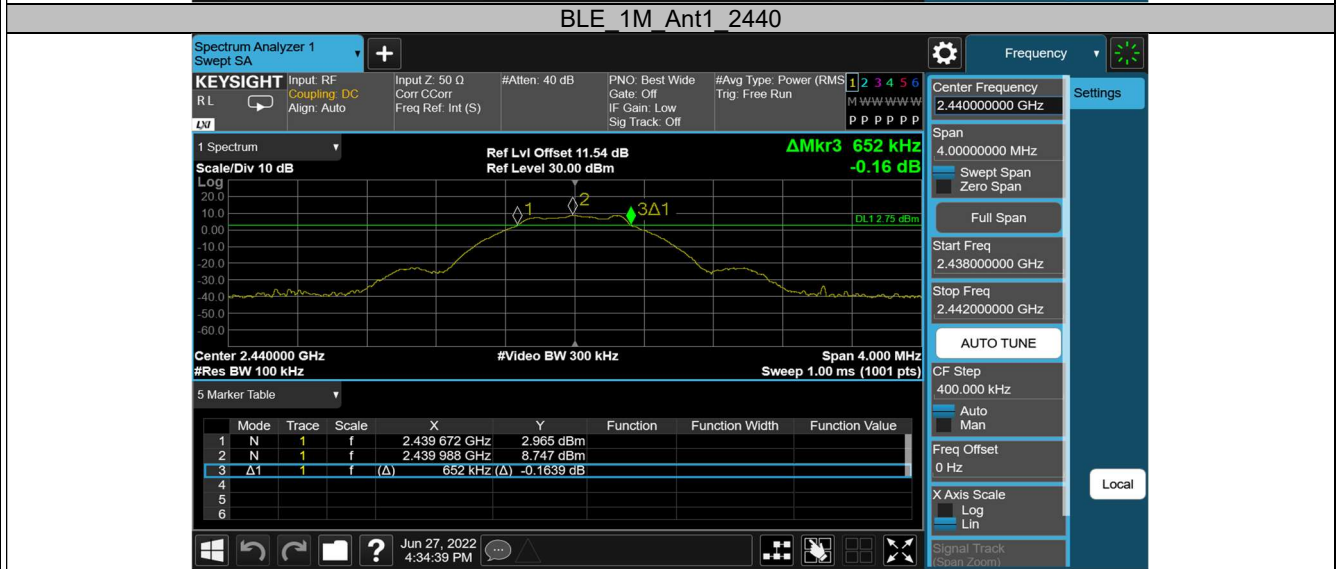 BLE_1M_Ant1_2440
Spectrum Analyzer 1
Swept SA
+
Frequency
KEYSIGHT
RL
LXI
Input: RF
Coupling: DC
Align: Auto
Input Z: 50 Ω
Corr CCorr
Freq Ref: Int (S)
#Atten: 40 dB
PNO: Best Wide
Gate: Off
IF Gain: Low
Sig Track: Off
#Avg Type: Power (RMS
Trig: Free Run
1 2 3 4 5 6
M W W W W W
P P P P P P
1 Spectrum
Scale/Div 10 dB
Ref Lvl Offset 11.54 dB
Ref Level 30.00 dBm
ΔMkr3 652 kHz
-0.16 dB
Log
20.0
10.0
0.00
-10.0
-20.0
-30.0
-40.0
-50.0
-60.0
1
2
3Δ1
DL1 2.75 dBm
Center 2.440000 GHz
#Video BW 300 kHz
Span 4.000 MHz
#Res BW 100 kHz
Sweep 1.00 ms (1001 pts)
5 Marker Table
Mode Trace Scale X Y Function Function Width Function Value
1 N 1 f 2.439 672 GHz 2.965 dBm
2 N 1 f 2.439 988 GHz 8.747 dBm
3 Δ1 1 f (Δ) 652 kHz (Δ) -0.1639 dB
4
5
6
?
Jun 27, 2022
4:34:39 PM
Center Frequency
2.440000000 GHz
Span
4.00000000 MHz
Swept Span
Zero Span
Full Span
Start Freq
2.438000000 GHz
Stop Freq
2.442000000 GHz
AUTO TUNE
CF Step
400.000 kHz
Auto
Man
Freq Offset
0 Hz
X Axis Scale
Log
Lin
Signal Track
(Span Zoom)
Settings
Local